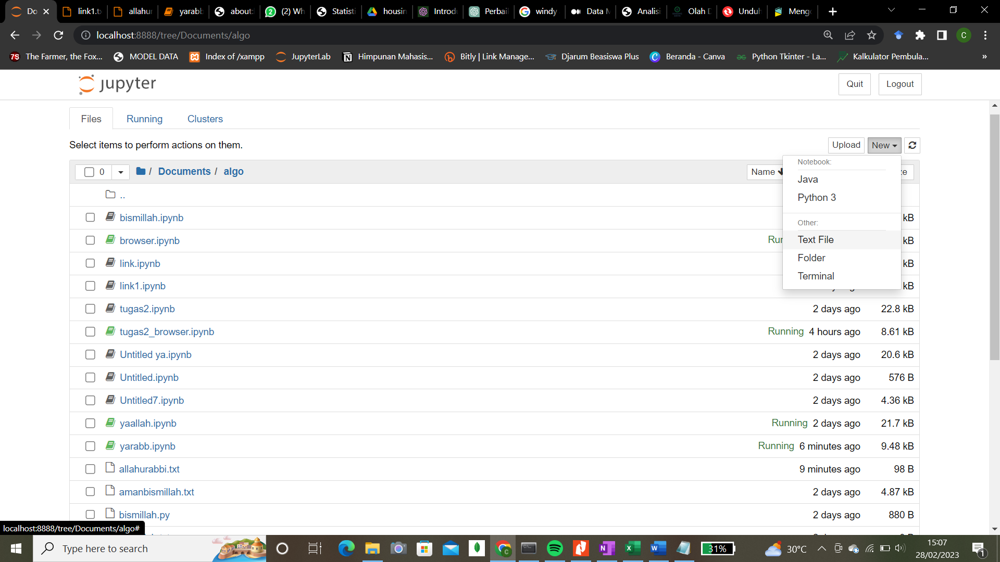 Do
link1.t
allahur
yarabb
about:
(2) Wh
Statisti
housin
Introdu
Perbaik
windy
Data M
Analisi
Olah D
Unduh
Meng
localhost:8888/tree/Documents/algo
C
The Farmer, the Fox...
MODEL DATA
Index of /xampp
JupyterLab
Himpunan Mahasis...
Bitly | Link Manage...
Djarum Beasiswa Plus
Beranda - Canva
Python Tkinter - La...
Kalkulator Pembula...
»
jupyter
Quit
Logout
Files
Running
Clusters
Select items to perform actions on them.
Upload
New
0
/ Documents / algo
Name
ze
Notebook:
Java
Python 3
Other:
Text File
Folder
Terminal
..
bismillah.ipynb
kB
browser.ipynb
Run
kB
link.ipynb
kB
link1.ipynb
kB
tugas2.ipynb
2 days ago
22.8 kB
tugas2_browser.ipynb
Running
4 hours ago
8.61 kB
Untitled ya.ipynb
2 days ago
20.6 kB
Untitled.ipynb
2 days ago
576 B
Untitled7.ipynb
2 days ago
4.36 kB
yaallah.ipynb
Running
2 days ago
21.7 kB
yarabb.ipynb
Running
6 minutes ago
9.48 kB
allahurabbi.txt
9 minutes ago
98 B
amanbismillah.txt
2 days ago
4.87 kB
bismillah.py
2 days ago
880 B
localhost:8888/tree/Documents/algo#
Type here to search
31%
30°C
15:07
28/02/2023
1